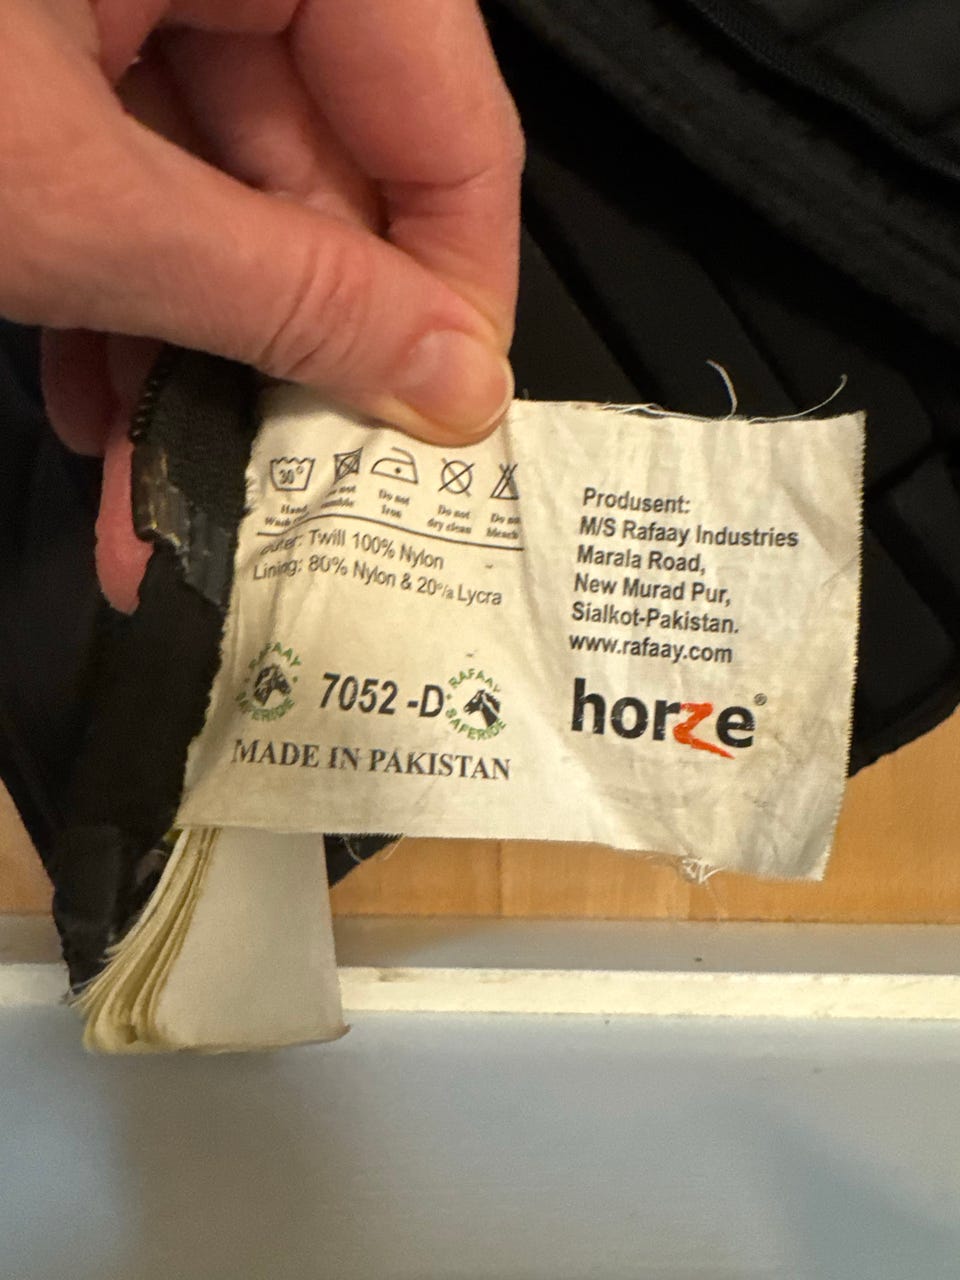 30°
Hand Wash
Do not
Iron
Do not
dry clean
Do not
bleach
Outer: Twill 100% Nylon
Lining: 80% Nylon & 20% Lycra
RAFAAY SAFERIDE
7052 -D
RAFAAY SAFERIDE
MADE IN PAKISTAN
Produsent:
M/S Rafaay Industries
Marala Road,
New Murad Pur,
Sialkot-Pakistan.
www.rafaay.com
horze®